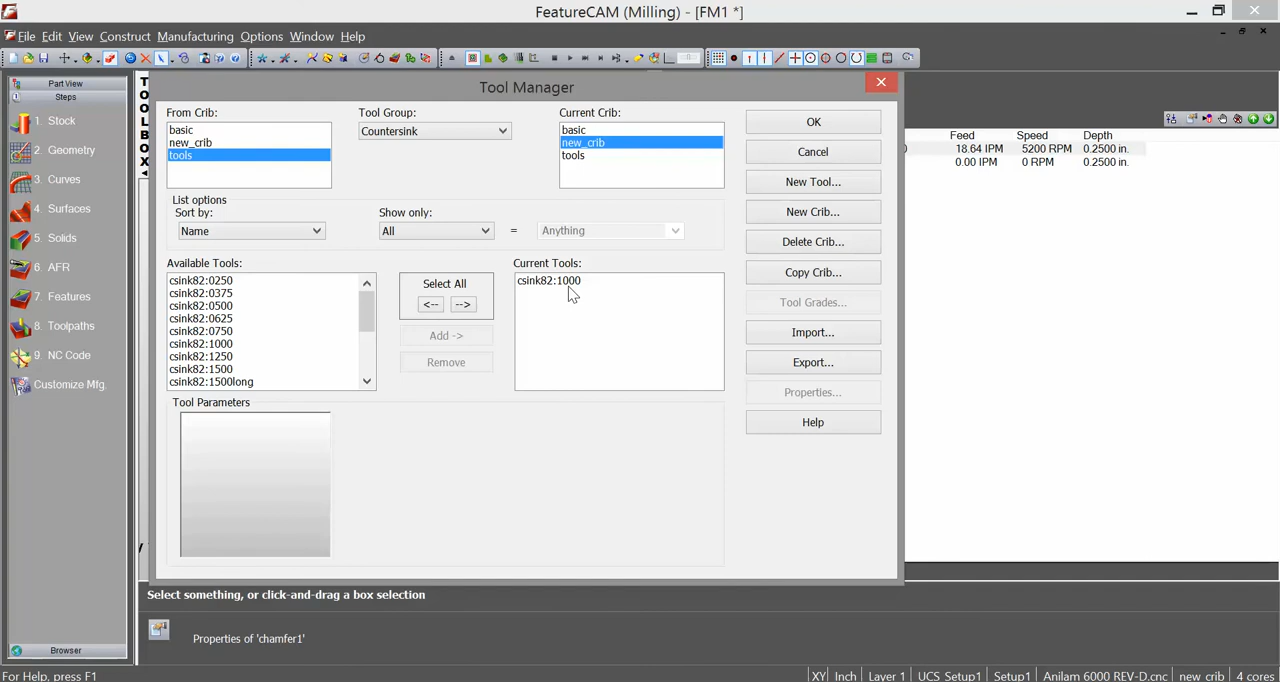 FeatureCAM (Milling) - [FM1 *]
File Edit View Construct Manufacturing Options Window Help
Part View
Steps
1. Stock
2. Geometry
3. Curves
4. Surfaces
5. Solids
6. AFR
7. Features
8. Toolpaths
9. NC Code
Customize Mfg.
Browser
T
O
O
L
B
O
X
Tool Manager
From Crib:
basic
new_crib
tools
Tool Group:
Countersink
Current Crib:
basic
new_crib
tools
List options
Sort by:
Name
Show only:
All
=
Anything
Available Tools:
csink82:0250
csink82:0375
csink82:0500
csink82:0625
csink82:0750
csink82:1000
csink82:1250
csink82:1500
csink82:1500long
Select All
<--
-->
Add ->
Remove
Current Tools:
csink82:1000
Tool Parameters
OK
Cancel
New Tool...
New Crib...
Delete Crib...
Copy Crib...
Tool Grades...
Import...
Export...
Properties...
Help
Feed Speed Depth
18.64 IPM 5200 RPM 0.2500 in.
0.00 IPM 0 RPM 0.2500 in.
Select something, or click-and-drag a box selection
Properties of 'chamfer1'
For Help, press F1
XY Inch Layer 1 UCS Setup1 Setup1 Anilam 6000 REV-D.cnc new crib 4 cores